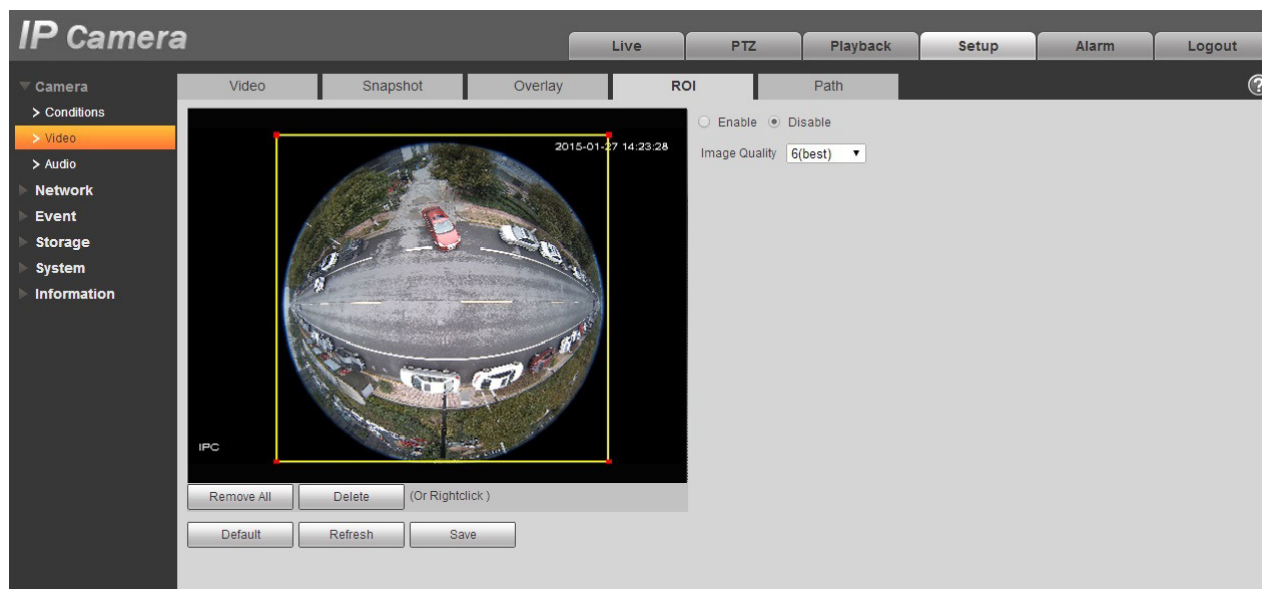 IP Camera
Live PTZ Playback Setup Alarm Logout
Camera
Conditions
Video
Audio
Network
Event
Storage
System
Information
Video Snapshot Overlay ROI Path
?
2015-01-27 14:23:28
IPC
Enable Disable
Image Quality 6(best)
Remove All Delete (Or Rightclick )
Default Refresh Save